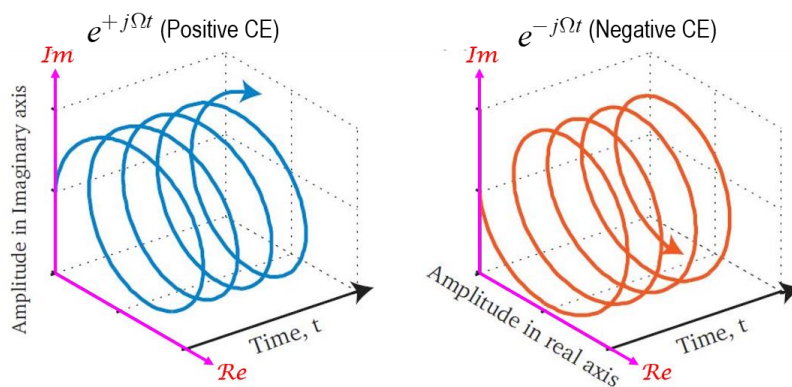 e^{+jΩt} (Positive CE)
Im
Amplitude in Imaginary axis
Time, t
Re
e^{-jΩt} (Negative CE)
Im
Amplitude in real axis
Time, t
Re